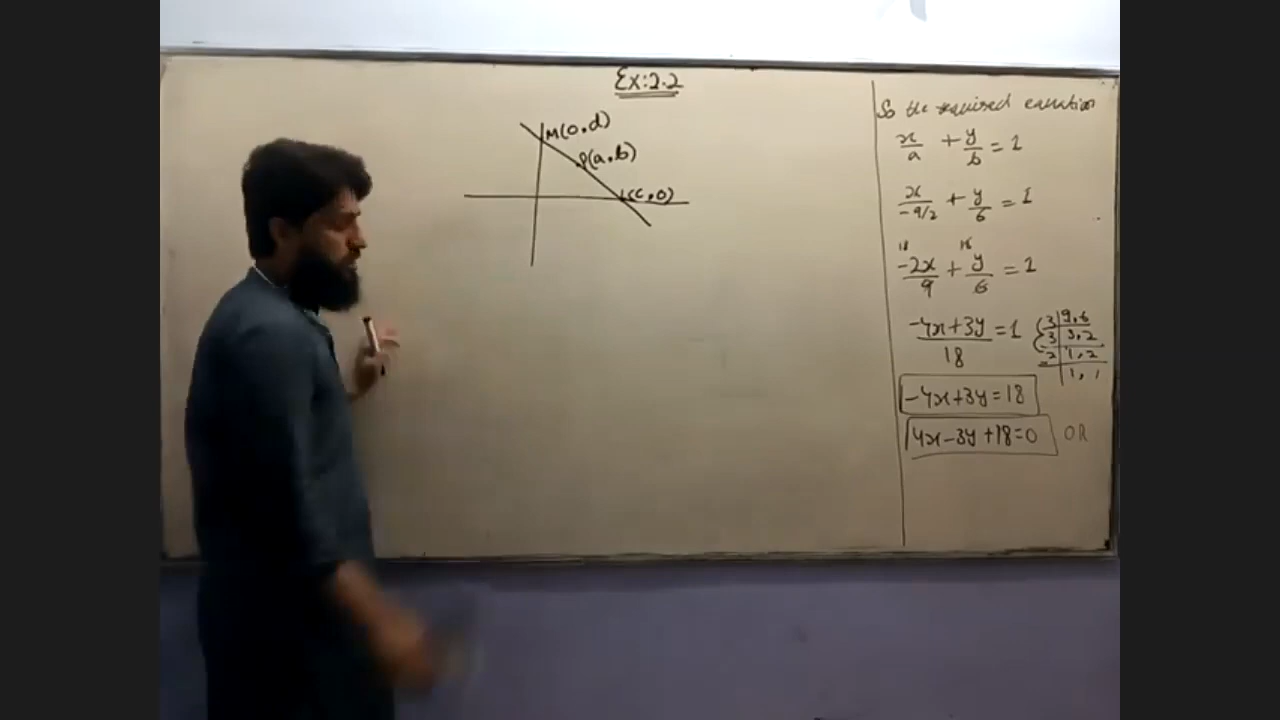 Ex:2.2
M(0,d)
P(a,b)
L(c,0)
So the required equation
x/a + y/b = 1
x/-9/2 + y/6 = 1
18 18
-2x/9 + y/6 = 1
-4x+3y/18 = 1
3 | 9,6
3 | 3,2
2 | 1,2
1,1
-4x+3y=18
4x-3y+18=0 OR